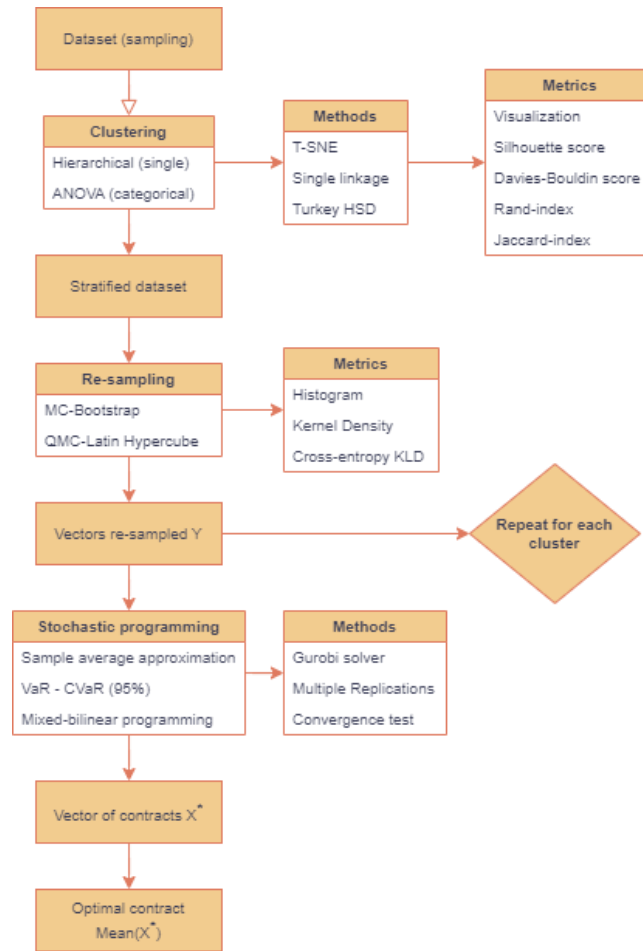 Dataset (sampling)
Clustering
Hierarchical (single)
ANOVA (categorical)
Methods
T-SNE
Single linkage
Turkey HSD
Metrics
Visualization
Silhouette score
Davies-Bouldin score
Rand-index
Jaccard-index
Stratified dataset
Re-sampling
MC-Bootstrap
QMC-Latin Hypercube
Metrics
Histogram
Kernel Density
Cross-entropy KLD
Vectors re-sampled Y
Repeat for each
cluster
Stochastic programming
Sample average approximation
VaR - CVaR (95%)
Mixed-bilinear programming
Methods
Gurobi solver
Multiple Replications
Convergence test
Vector of contracts X*
Optimal contract
Mean(X*)